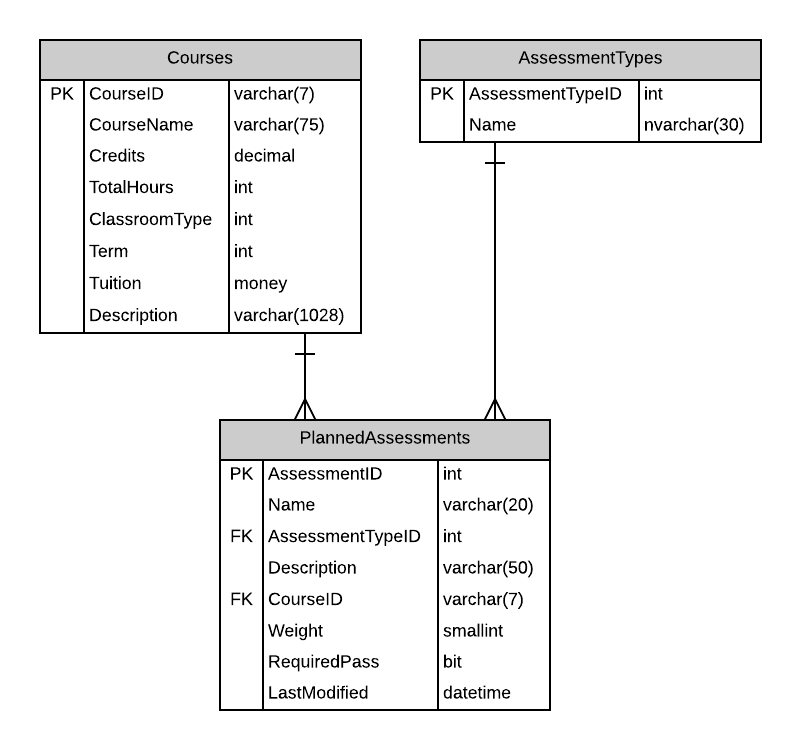 Courses
PK CourseID varchar(7)
CourseName varchar(75)
Credits decimal
TotalHours int
ClassroomType int
Term int
Tuition money
Description varchar(1028)
AssessmentTypes
PK AssessmentTypeID int
Name nvarchar(30)
PlannedAssessments
PK AssessmentID int
Name varchar(20)
FK AssessmentTypeID int
Description varchar(50)
FK CourseID varchar(7)
Weight smallint
RequiredPass bit
LastModified datetime